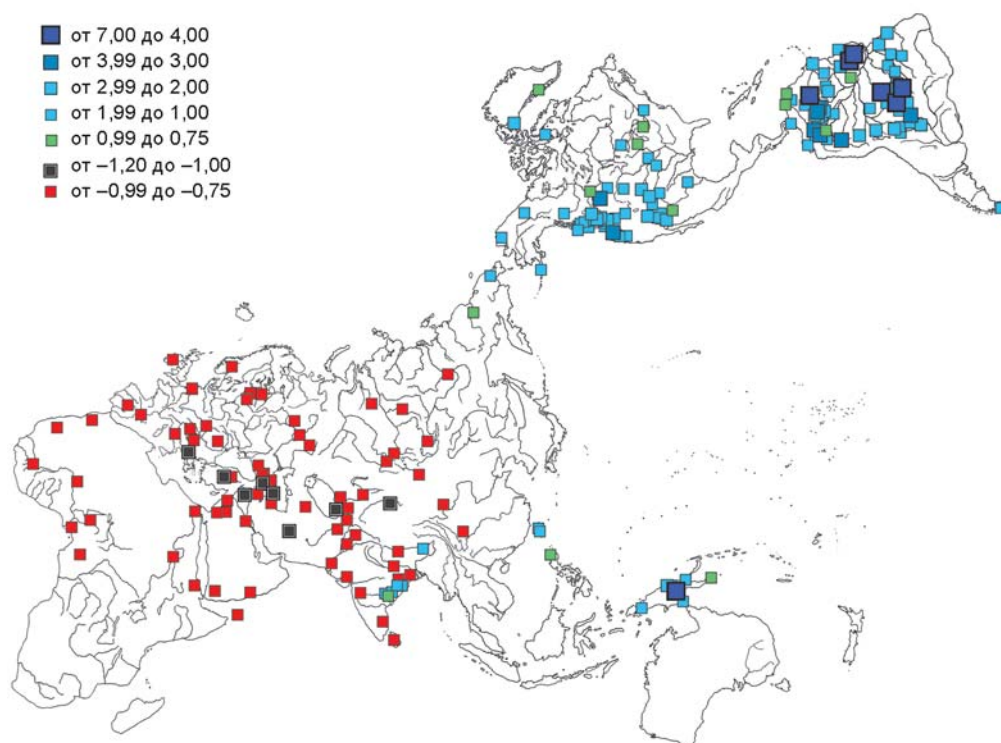 от 7,00 до 4,00
от 3,99 до 3,00
от 2,99 до 2,00
от 1,99 до 1,00
от 0,99 до 0,75
от –1,20 до –1,00
от –0,99 до –0,75